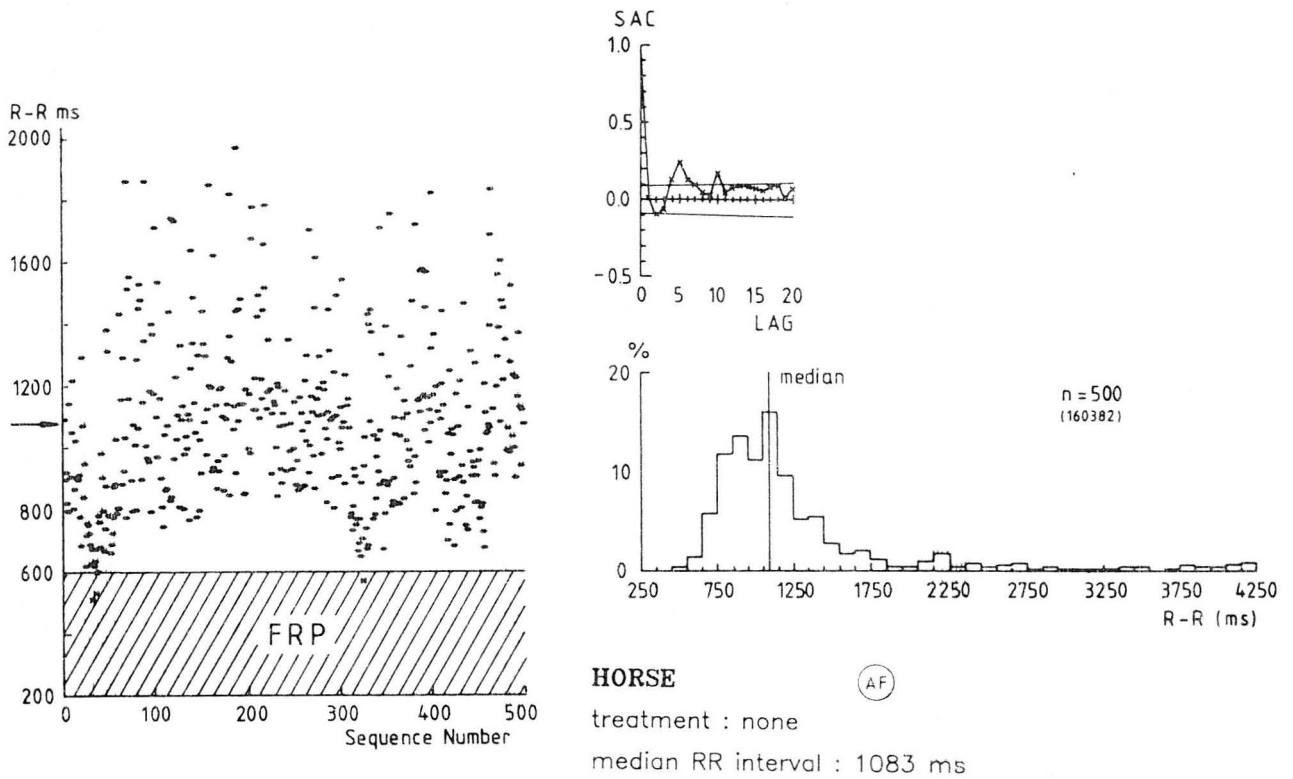 R-R ms
2000
1600
1200
800
600
200
FRP
0 100 200 300 400 500
Sequence Number
SAC
1.0
0.5
0.0
-0.5
0 5 10 15 20
LAG
%
20
10
0
median
n = 500
(160382)
250 750 1250 1750 2250 2750 3250 3750 4250
R-R (ms)
HORSE AF
treatment : none
median RR interval : 1083 ms